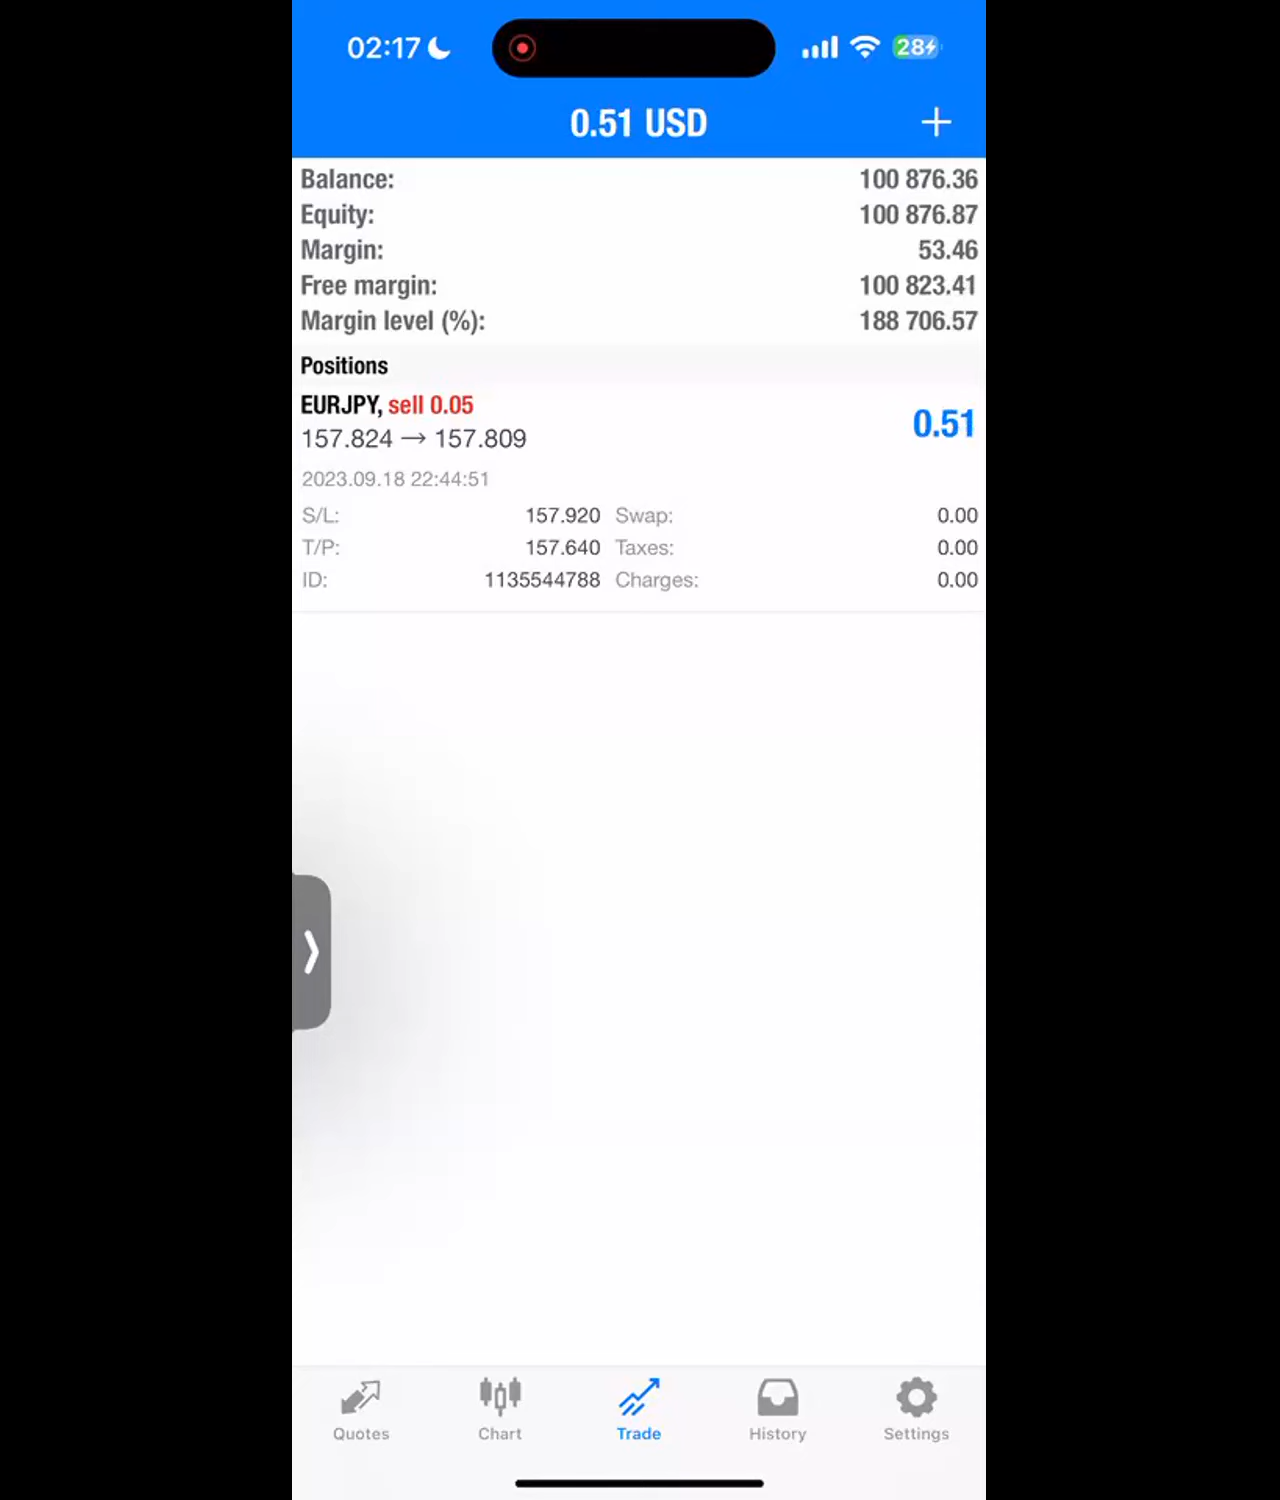 02:17 28
0.51 USD
Balance: 100 876.36
Equity: 100 876.87
Margin: 53.46
Free margin: 100 823.41
Margin level (%): 188 706.57
Positions
EURJPY, sell 0.05 0.51
157.824 → 157.809
2023.09.18 22:44:51
S/L: 157.920 Swap: 0.00
T/P: 157.640 Taxes: 0.00
ID: 1135544788 Charges: 0.00
Quotes Chart Trade History Settings